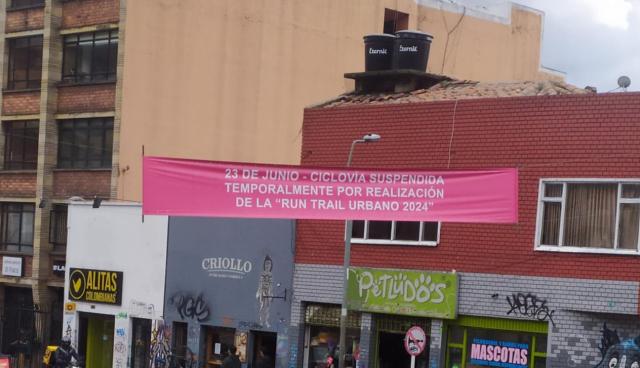 Eternit
Eternit
23 DE JUNIO - CICLOVIA SUSPENDIDA
TEMPORALMENTE POR REALIZACIÓN
DE LA "RUN TRAIL URBANO 2024"
ALITAS
COLOMBIANAS
CRIOLLO
PETLUDO'S
MASCOTAS